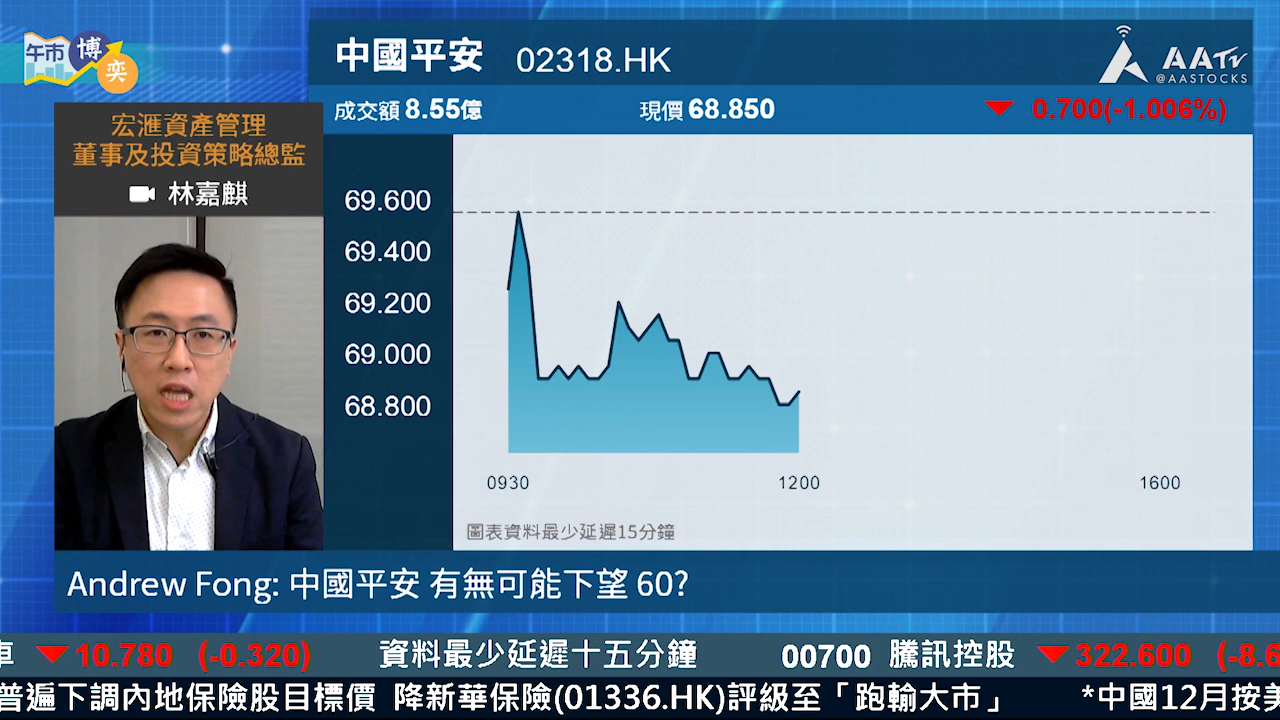 午市
博
奕
中國平安 02318.HK
AATV
@AASTOCKS
成交額 8.55億 現價 68.850 0.700(-1.006%)
宏滙資產管理
董事及投資策略總監
林嘉麒
69.600
69.400
69.200
69.000
68.800
0930 1200 1600
圖表資料最少延遲15分鐘
Andrew Fong: 中國平安 有無可能下望 60?
車 10.780 (-0.320) 資料最少延遲十五分鐘 00700 騰訊控股 322.600 (-8.6
普遍下調內地保險股目標價 降新華保險(01336.HK)評級至「跑輸大市」 *中國12月按美